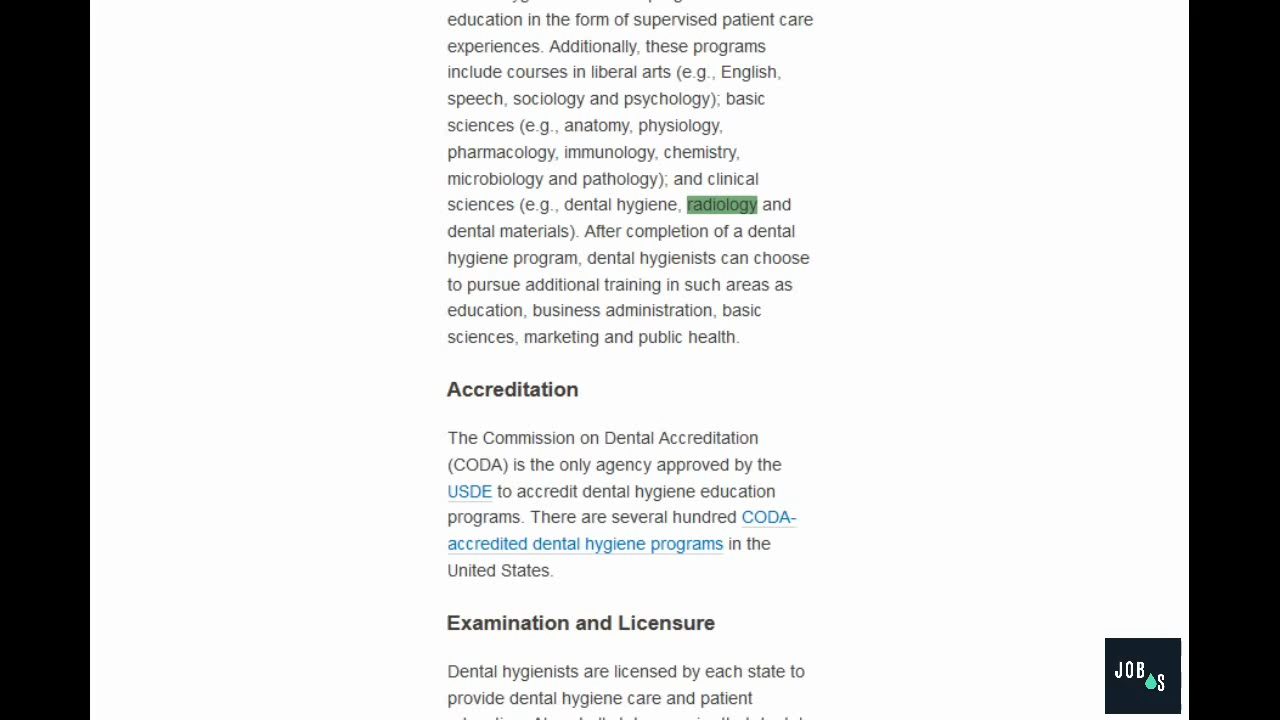 education in the form of supervised patient care
experiences. Additionally, these programs
include courses in liberal arts (e.g., English,
speech, sociology and psychology); basic
sciences (e.g., anatomy, physiology,
pharmacology, immunology, chemistry,
microbiology and pathology); and clinical
sciences (e.g., dental hygiene, radiology and
dental materials). After completion of a dental
hygiene program, dental hygienists can choose
to pursue additional training in such areas as
education, business administration, basic
sciences, marketing and public health.
Accreditation
The Commission on Dental Accreditation
(CODA) is the only agency approved by the
USDE to accredit dental hygiene education
programs. There are several hundred CODA-
accredited dental hygiene programs in the
United States.
Examination and Licensure
Dental hygienists are licensed by each state to
provide dental hygiene care and patient
JOB
S